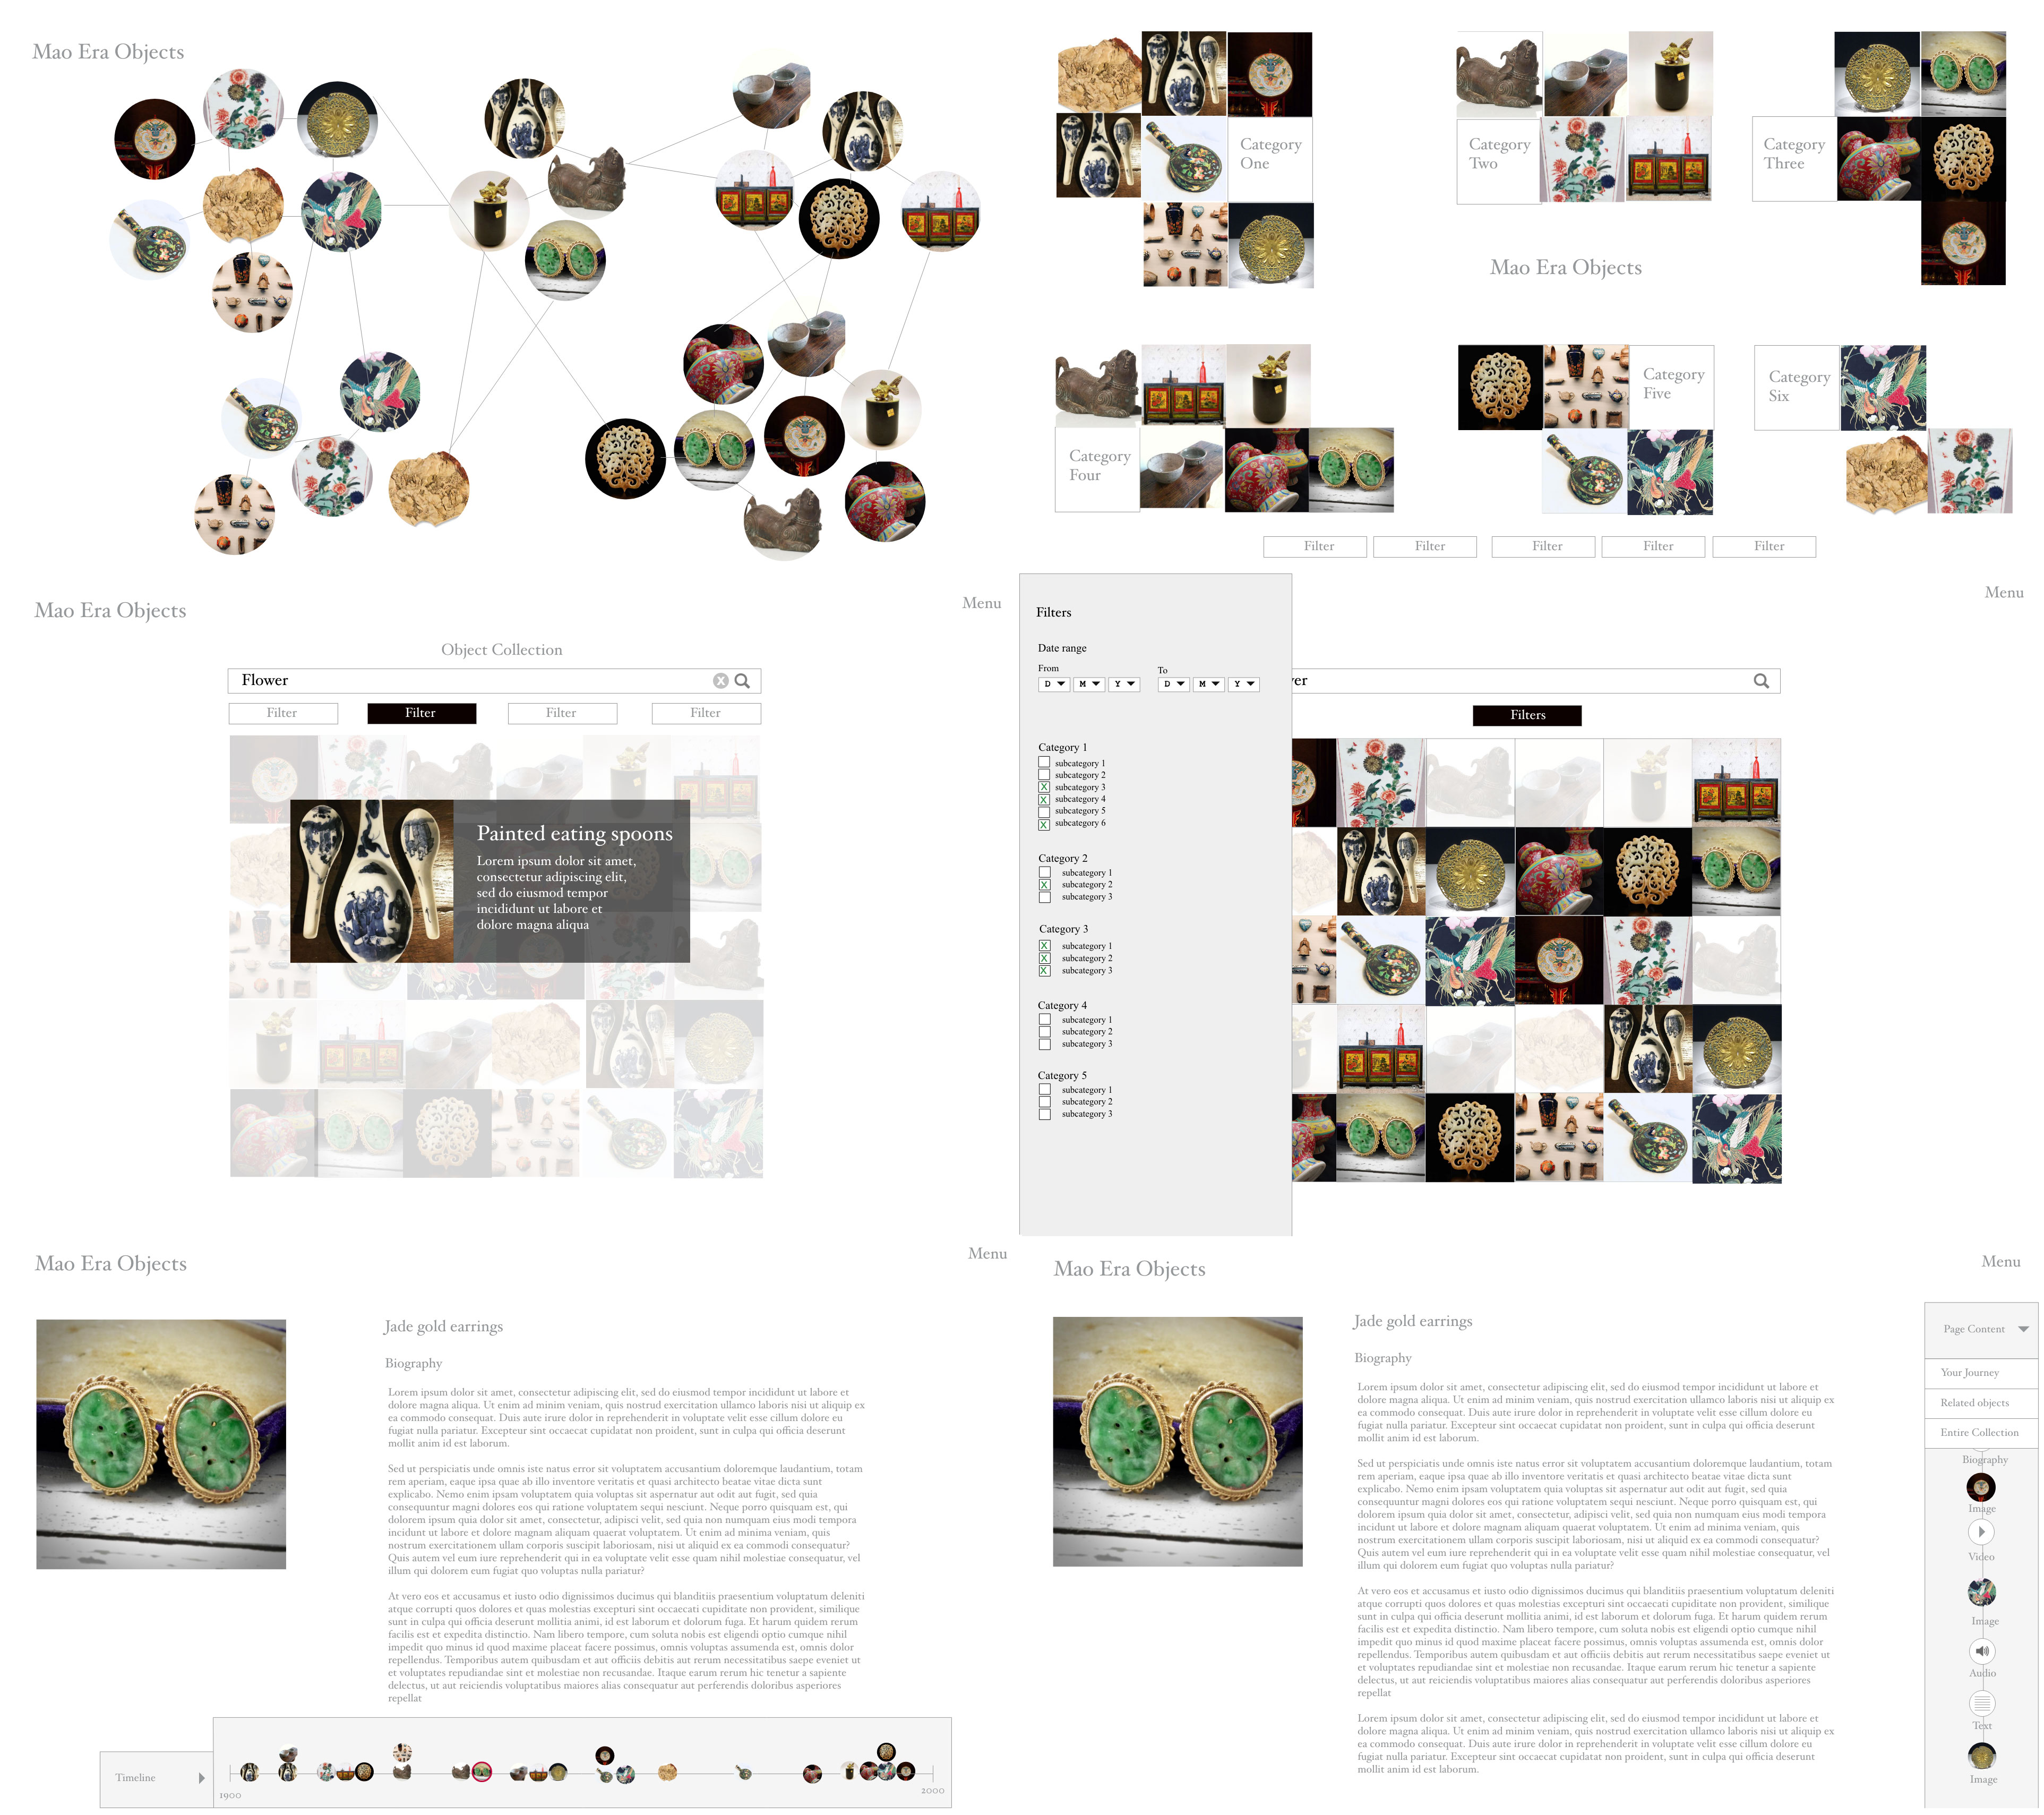 Mao Era Objects
Category
One
Category
Two
Category
Three
Mao Era Objects
Category
Four
Category
Five
Category
Six
Filter
Filter
Filter
Filter
Filter
Mao Era Objects
Menu
Object Collection
Flower
X
Filter
Filter
Filter
Filter
Painted eating spoons
Lorem ipsum dolor sit amet,
consectetur adipiscing elit,
sed do eiusmod tempor
incididunt ut labore et
dolore magna aliqua
Menu
Filters
Date range
From
To
D M Y
D M Y
Category 1
subcategory 1
subcategory 2
X subcategory 3
X subcategory 4
subcategory 5
X subcategory 6
Category 2
subcategory 1
X subcategory 2
subcategory 3
Category 3
X subcategory 1
X subcategory 2
X subcategory 3
Category 4
subcategory 1
subcategory 2
subcategory 3
Category 5
subcategory 1
subcategory 2
subcategory 3
ver
Filters
Mao Era Objects
Menu
Jade gold earrings
Biography
Lorem ipsum dolor sit amet, consectetur adipiscing elit, sed do eiusmod tempor incididunt ut labore et
dolore magna aliqua. Ut enim ad minim veniam, quis nostrud exercitation ullamco laboris nisi ut aliquip ex
ea commodo consequat. Duis aute irure dolor in reprehenderit in voluptate velit esse cillum dolore eu
fugiat nulla pariatur. Excepteur sint occaecat cupidatat non proident, sunt in culpa qui officia deserunt
mollit anim id est laborum.
Sed ut perspiciatis unde omnis iste natus error sit voluptatem accusantium doloremque laudantium, totam
rem aperiam, eaque ipsa quae ab illo inventore veritatis et quasi architecto beatae vitae dicta sunt
explicabo. Nemo enim ipsam voluptatem quia voluptas sit aspernatur aut odit aut fugit, sed quia
consequuntur magni dolores eos qui ratione voluptatem sequi nesciunt. Neque porro quisquam est, qui
dolorem ipsum quia dolor sit amet, consectetur, adipisci velit, sed quia non numquam eius modi tempora
incidunt ut labore et dolore magnam aliquam quaerat voluptatem. Ut enim ad minima veniam, quis
nostrum exercitationem ullam corporis suscipit laboriosam, nisi ut aliquid ex ea commodi consequatur?
Quis autem vel eum iure reprehenderit qui in ea voluptate velit esse quam nihil molestiae consequatur, vel
illum qui dolorem eum fugiat quo voluptas nulla pariatur?
At vero eos et accusamus et iusto odio dignissimos ducimus qui blanditiis praesentium voluptatum deleniti
atque corrupti quos dolores et quas molestias excepturi sint occaecati cupiditate non provident, similique
sunt in culpa qui officia deserunt mollitia animi, id est laborum et dolorum fuga. Et harum quidem rerum
facilis est et expedita distinctio. Nam libero tempore, cum soluta nobis est eligendi optio cumque nihil
impedit quo minus id quod maxime placeat facere possimus, omnis voluptas assumenda est, omnis dolor
repellendus. Temporibus autem quibusdam et aut officiis debitis aut rerum necessitatibus saepe eveniet ut
et voluptates repudiandae sint et molestiae non recusandae. Itaque earum rerum hic tenetur a sapiente
delectus, ut aut reiciendis voluptatibus maiores alias consequatur aut perferendis doloribus asperiores
repellat
Timeline
1900
2000
Mao Era Objects
Menu
Jade gold earrings
Biography
Lorem ipsum dolor sit amet, consectetur adipiscing elit, sed do eiusmod tempor incididunt ut labore et
dolore magna aliqua. Ut enim ad minim veniam, quis nostrud exercitation ullamco laboris nisi ut aliquip ex
ea commodo consequat. Duis aute irure dolor in reprehenderit in voluptate velit esse cillum dolore eu
fugiat nulla pariatur. Excepteur sint occaecat cupidatat non proident, sunt in culpa qui officia deserunt
mollit anim id est laborum.
Sed ut perspiciatis unde omnis iste natus error sit voluptatem accusantium doloremque laudantium, totam
rem aperiam, eaque ipsa quae ab illo inventore veritatis et quasi architecto beatae vitae dicta sunt
explicabo. Nemo enim ipsam voluptatem quia voluptas sit aspernatur aut odit aut fugit, sed quia
consequuntur magni dolores eos qui ratione voluptatem sequi nesciunt. Neque porro quisquam est, qui
dolorem ipsum quia dolor sit amet, consectetur, adipisci velit, sed quia non numquam eius modi tempora
incidunt ut labore et dolore magnam aliquam quaerat voluptatem. Ut enim ad minima veniam, quis
nostrum exercitationem ullam corporis suscipit laboriosam, nisi ut aliquid ex ea commodi consequatur?
Quis autem vel eum iure reprehenderit qui in ea voluptate velit esse quam nihil molestiae consequatur, vel
illum qui dolorem eum fugiat quo voluptas nulla pariatur?
At vero eos et accusamus et iusto odio dignissimos ducimus qui blanditiis praesentium voluptatum deleniti
atque corrupti quos dolores et quas molestias excepturi sint occaecati cupiditate non provident, similique
sunt in culpa qui officia deserunt mollitia animi, id est laborum et dolorum fuga. Et harum quidem rerum
facilis est et expedita distinctio. Nam libero tempore, cum soluta nobis est eligendi optio cumque nihil
impedit quo minus id quod maxime placeat facere possimus, omnis voluptas assumenda est, omnis dolor
repellendus. Temporibus autem quibusdam et aut officiis debitis aut rerum necessitatibus saepe eveniet ut
et voluptates repudiandae sint et molestiae non recusandae. Itaque earum rerum hic tenetur a sapiente
delectus, ut aut reiciendis voluptatibus maiores alias consequatur aut perferendis doloribus asperiores
repellat
Lorem ipsum dolor sit amet, consectetur adipiscing elit, sed do eiusmod tempor incididunt ut labore et
dolore magna aliqua. Ut enim ad minim veniam, quis nostrud exercitation ullamco laboris nisi ut aliquip ex
ea commodo consequat. Duis aute irure dolor in reprehenderit in voluptate velit esse cillum dolore eu
fugiat nulla pariatur. Excepteur sint occaecat cupidatat non proident, sunt in culpa qui officia deserunt
mollit anim id est laborum.
Page Content
Your Journey
Related objects
Entire Collection
Biography
Image
Video
Image
Audio
Text
Image